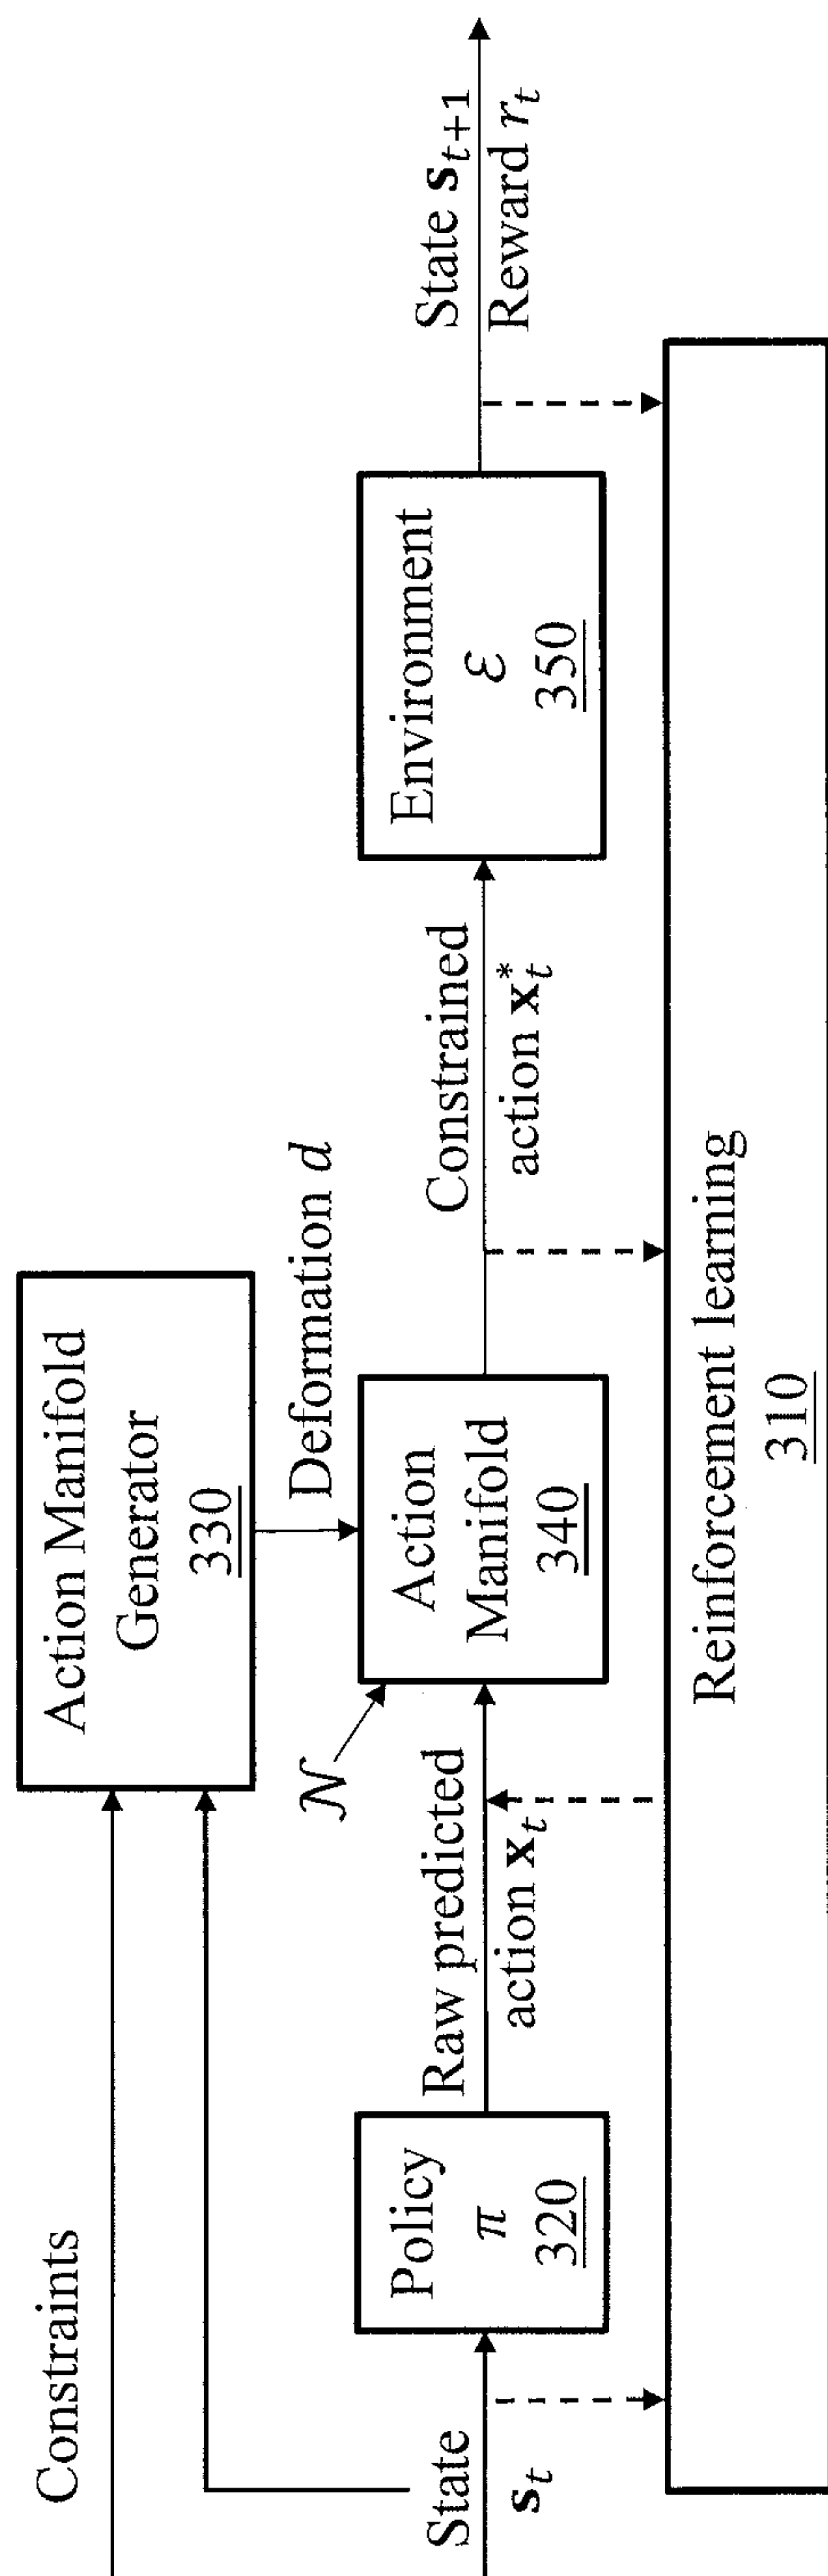 Constraints
Action Manifold
Generator
330
Deformation d
𝒩
State
s_t
Policy
π
320
Raw predicted
action x_t
Action
Manifold
340
Constrained
action x_t^*
Environment
ℰ
350
State s_{t+1}
Reward r_t
Reinforcement learning
310